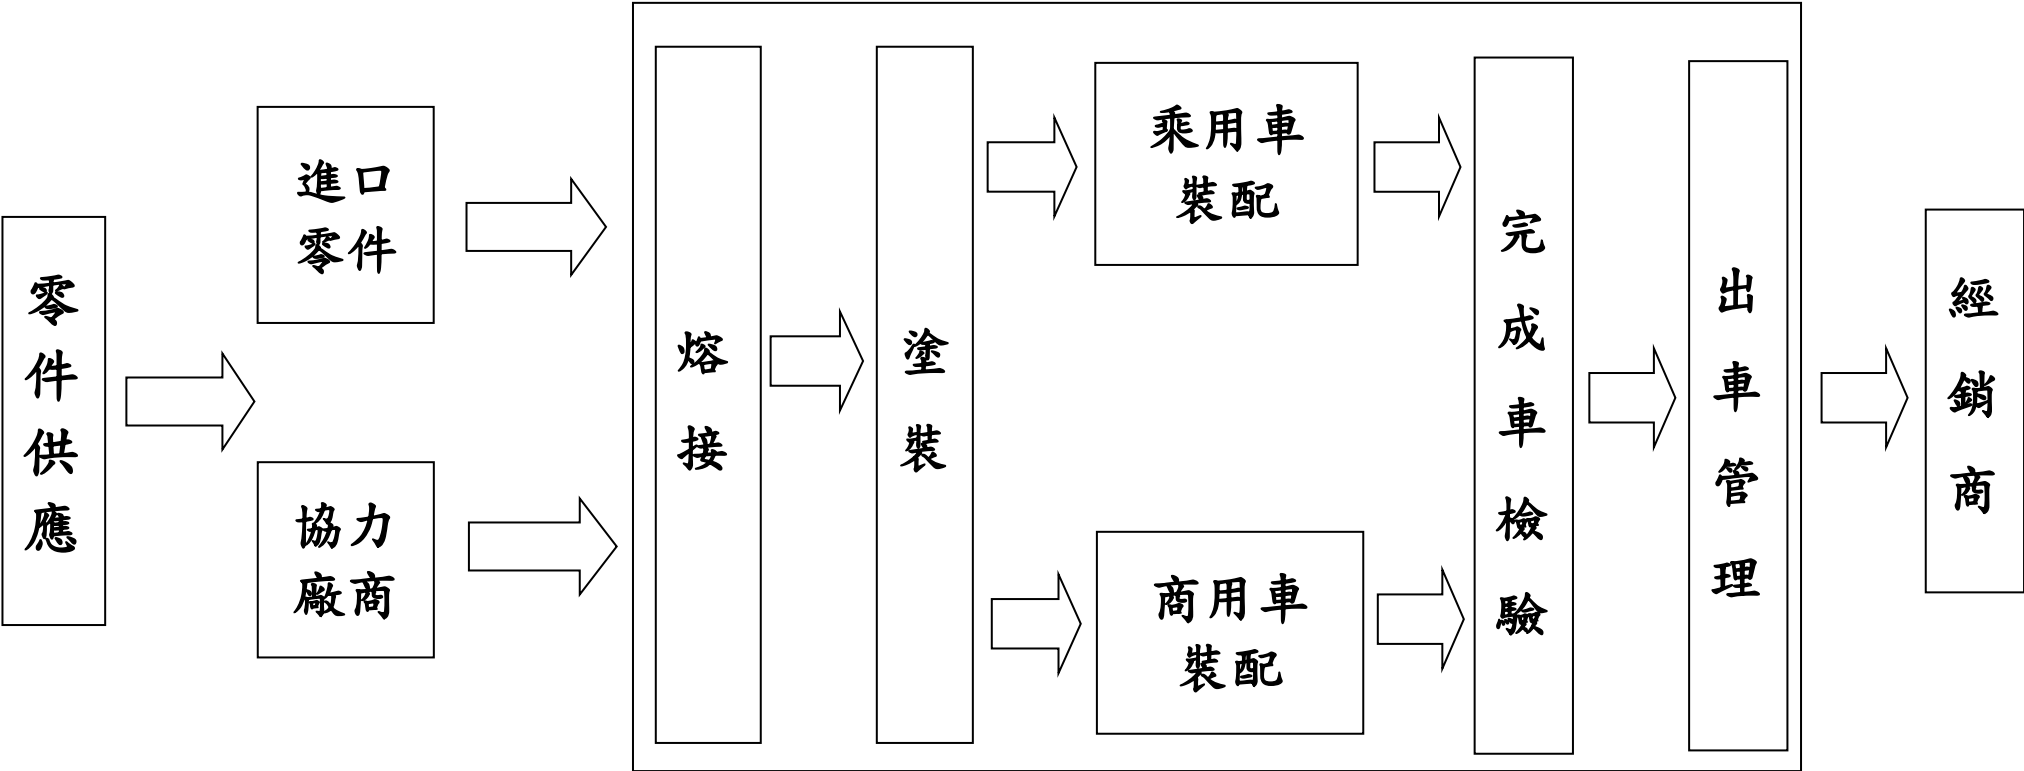 零件供應
進口
零件
協力
廠商
熔接
塗裝
乘用車
裝配
商用車
裝配
完成車檢驗
出車管理
經銷商